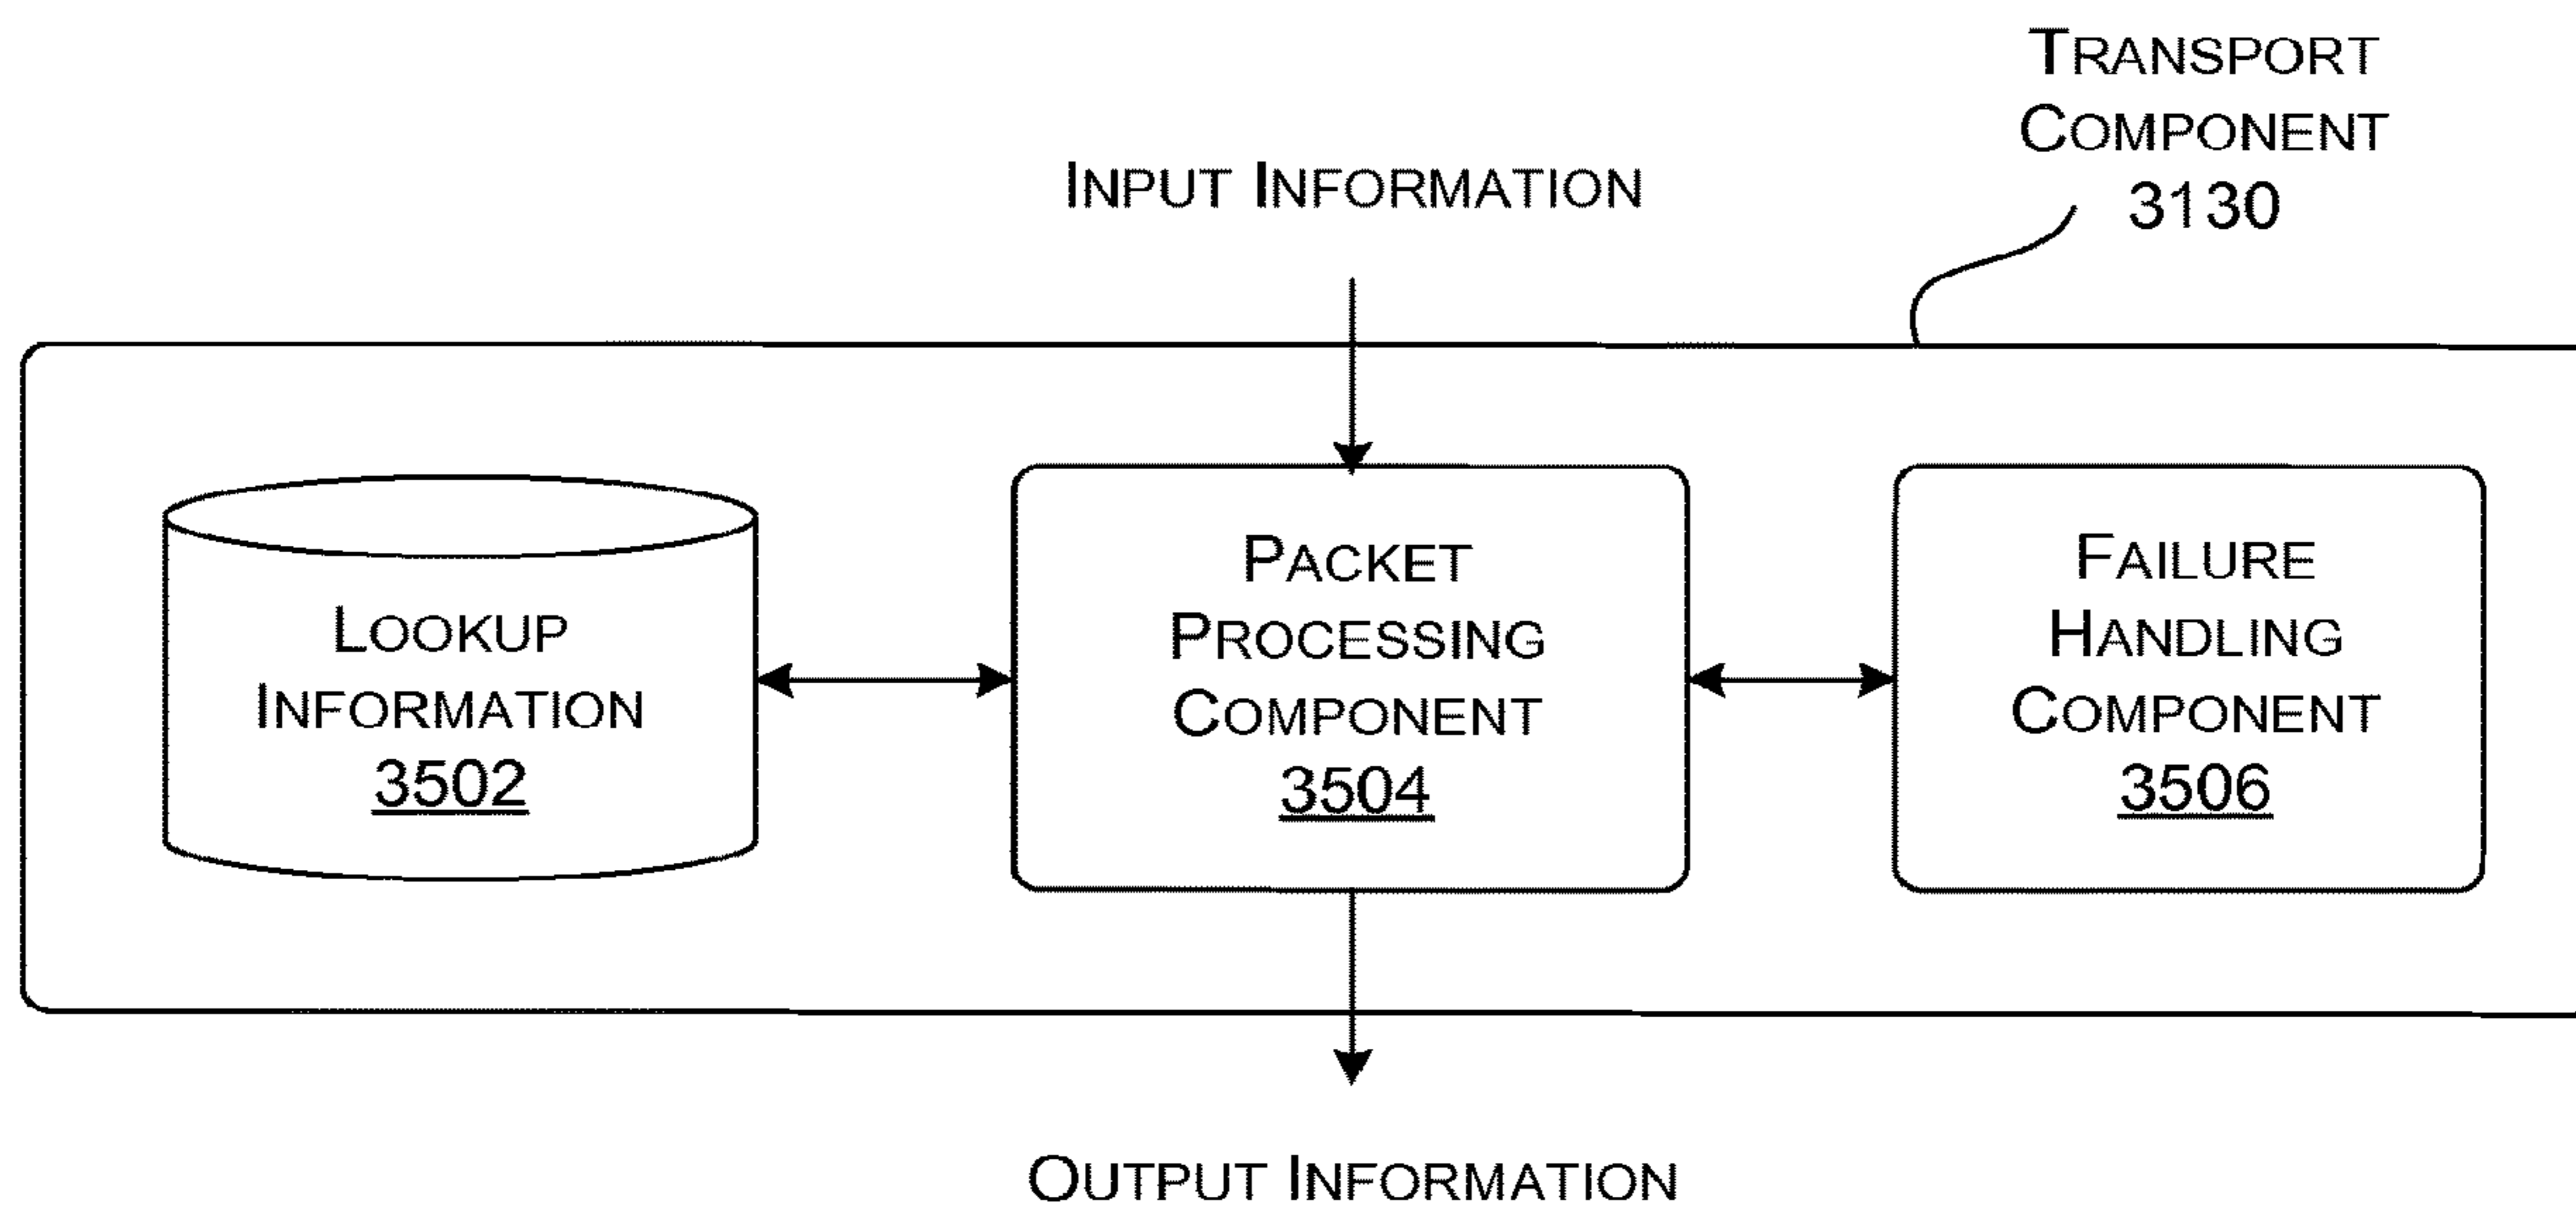 TRANSPORT
COMPONENT
3130
INPUT INFORMATION
LOOKUP
INFORMATION
3502
PACKET
PROCESSING
COMPONENT
3504
FAILURE
HANDLING
COMPONENT
3506
OUTPUT INFORMATION